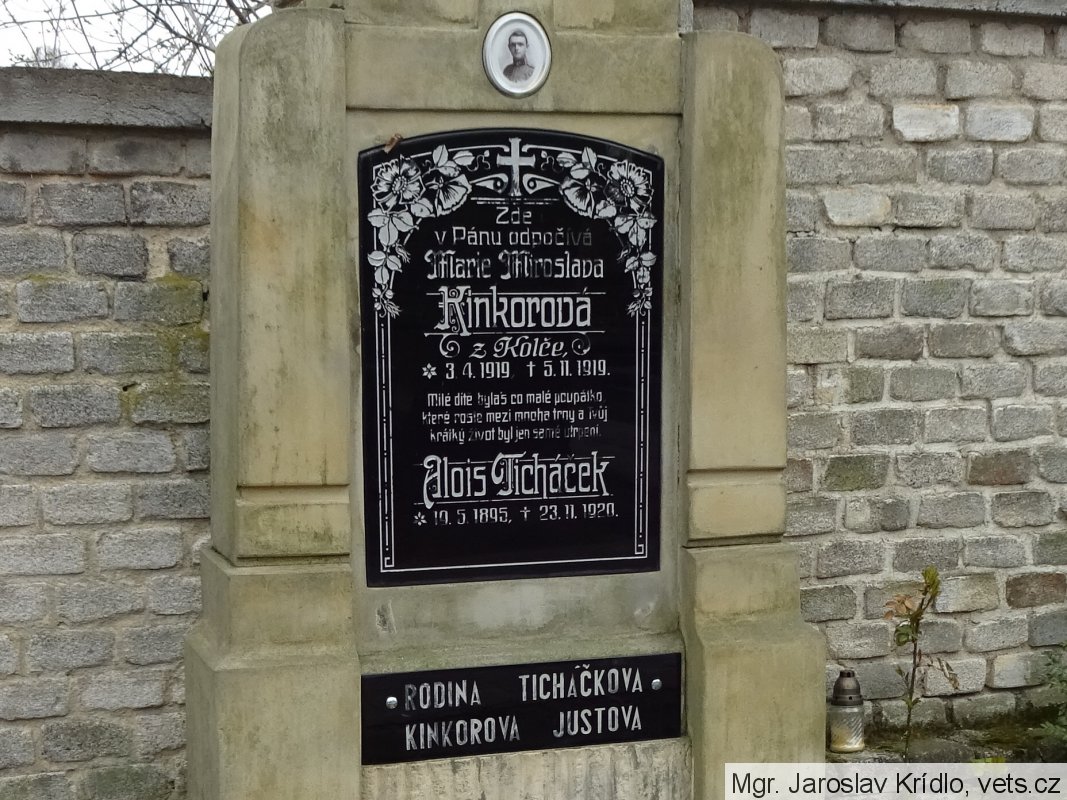 Zde
v Pánu odpočívá
Marie Miroslava
Kinkorová
z Kolče,
* 3. 4. 1919. † 5. 11. 1919.
Milé dítě bylas co malé poupátko,
které roste mezi mnoha trny a Tvůj
krátký život byl jen samé utrpení.
Alois Ticháček
* 19. 5. 1895, † 23. 11. 1920.
RODINA TICHÁČKOVA
KINKOROVA JUSTOVA
Mgr. Jaroslav Krídlo, vets.cz